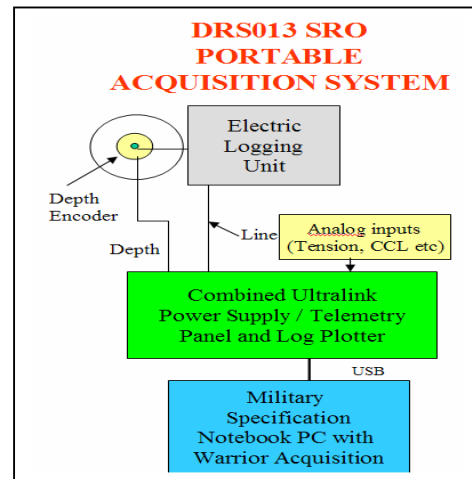 DRS013 SRO
PORTABLE
ACQUISITION SYSTEM
Electric
Logging
Unit
Depth
Encoder
Depth
Line
Analog inputs
(Tension, CCL etc)
Combined Ultralink
Power Supply / Telemetry
Panel and Log Plotter
USB
Military
Specification
Notebook PC with
Warrior Acquisition